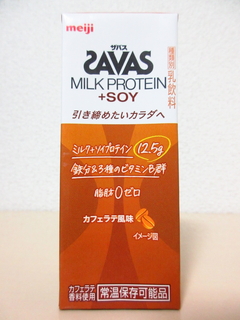 meiji
ザバス
SAVAS
MILK PROTEIN
+SOY
種類別 乳飲料
引き締めたいカラダへ
ミルク+ソイプロテイン 12.5g
鉄分&3種のビタミンB群
脂肪0ゼロ
カフェラテ風味
イメージ図
カフェラテ
香料使用
常温保存可能品